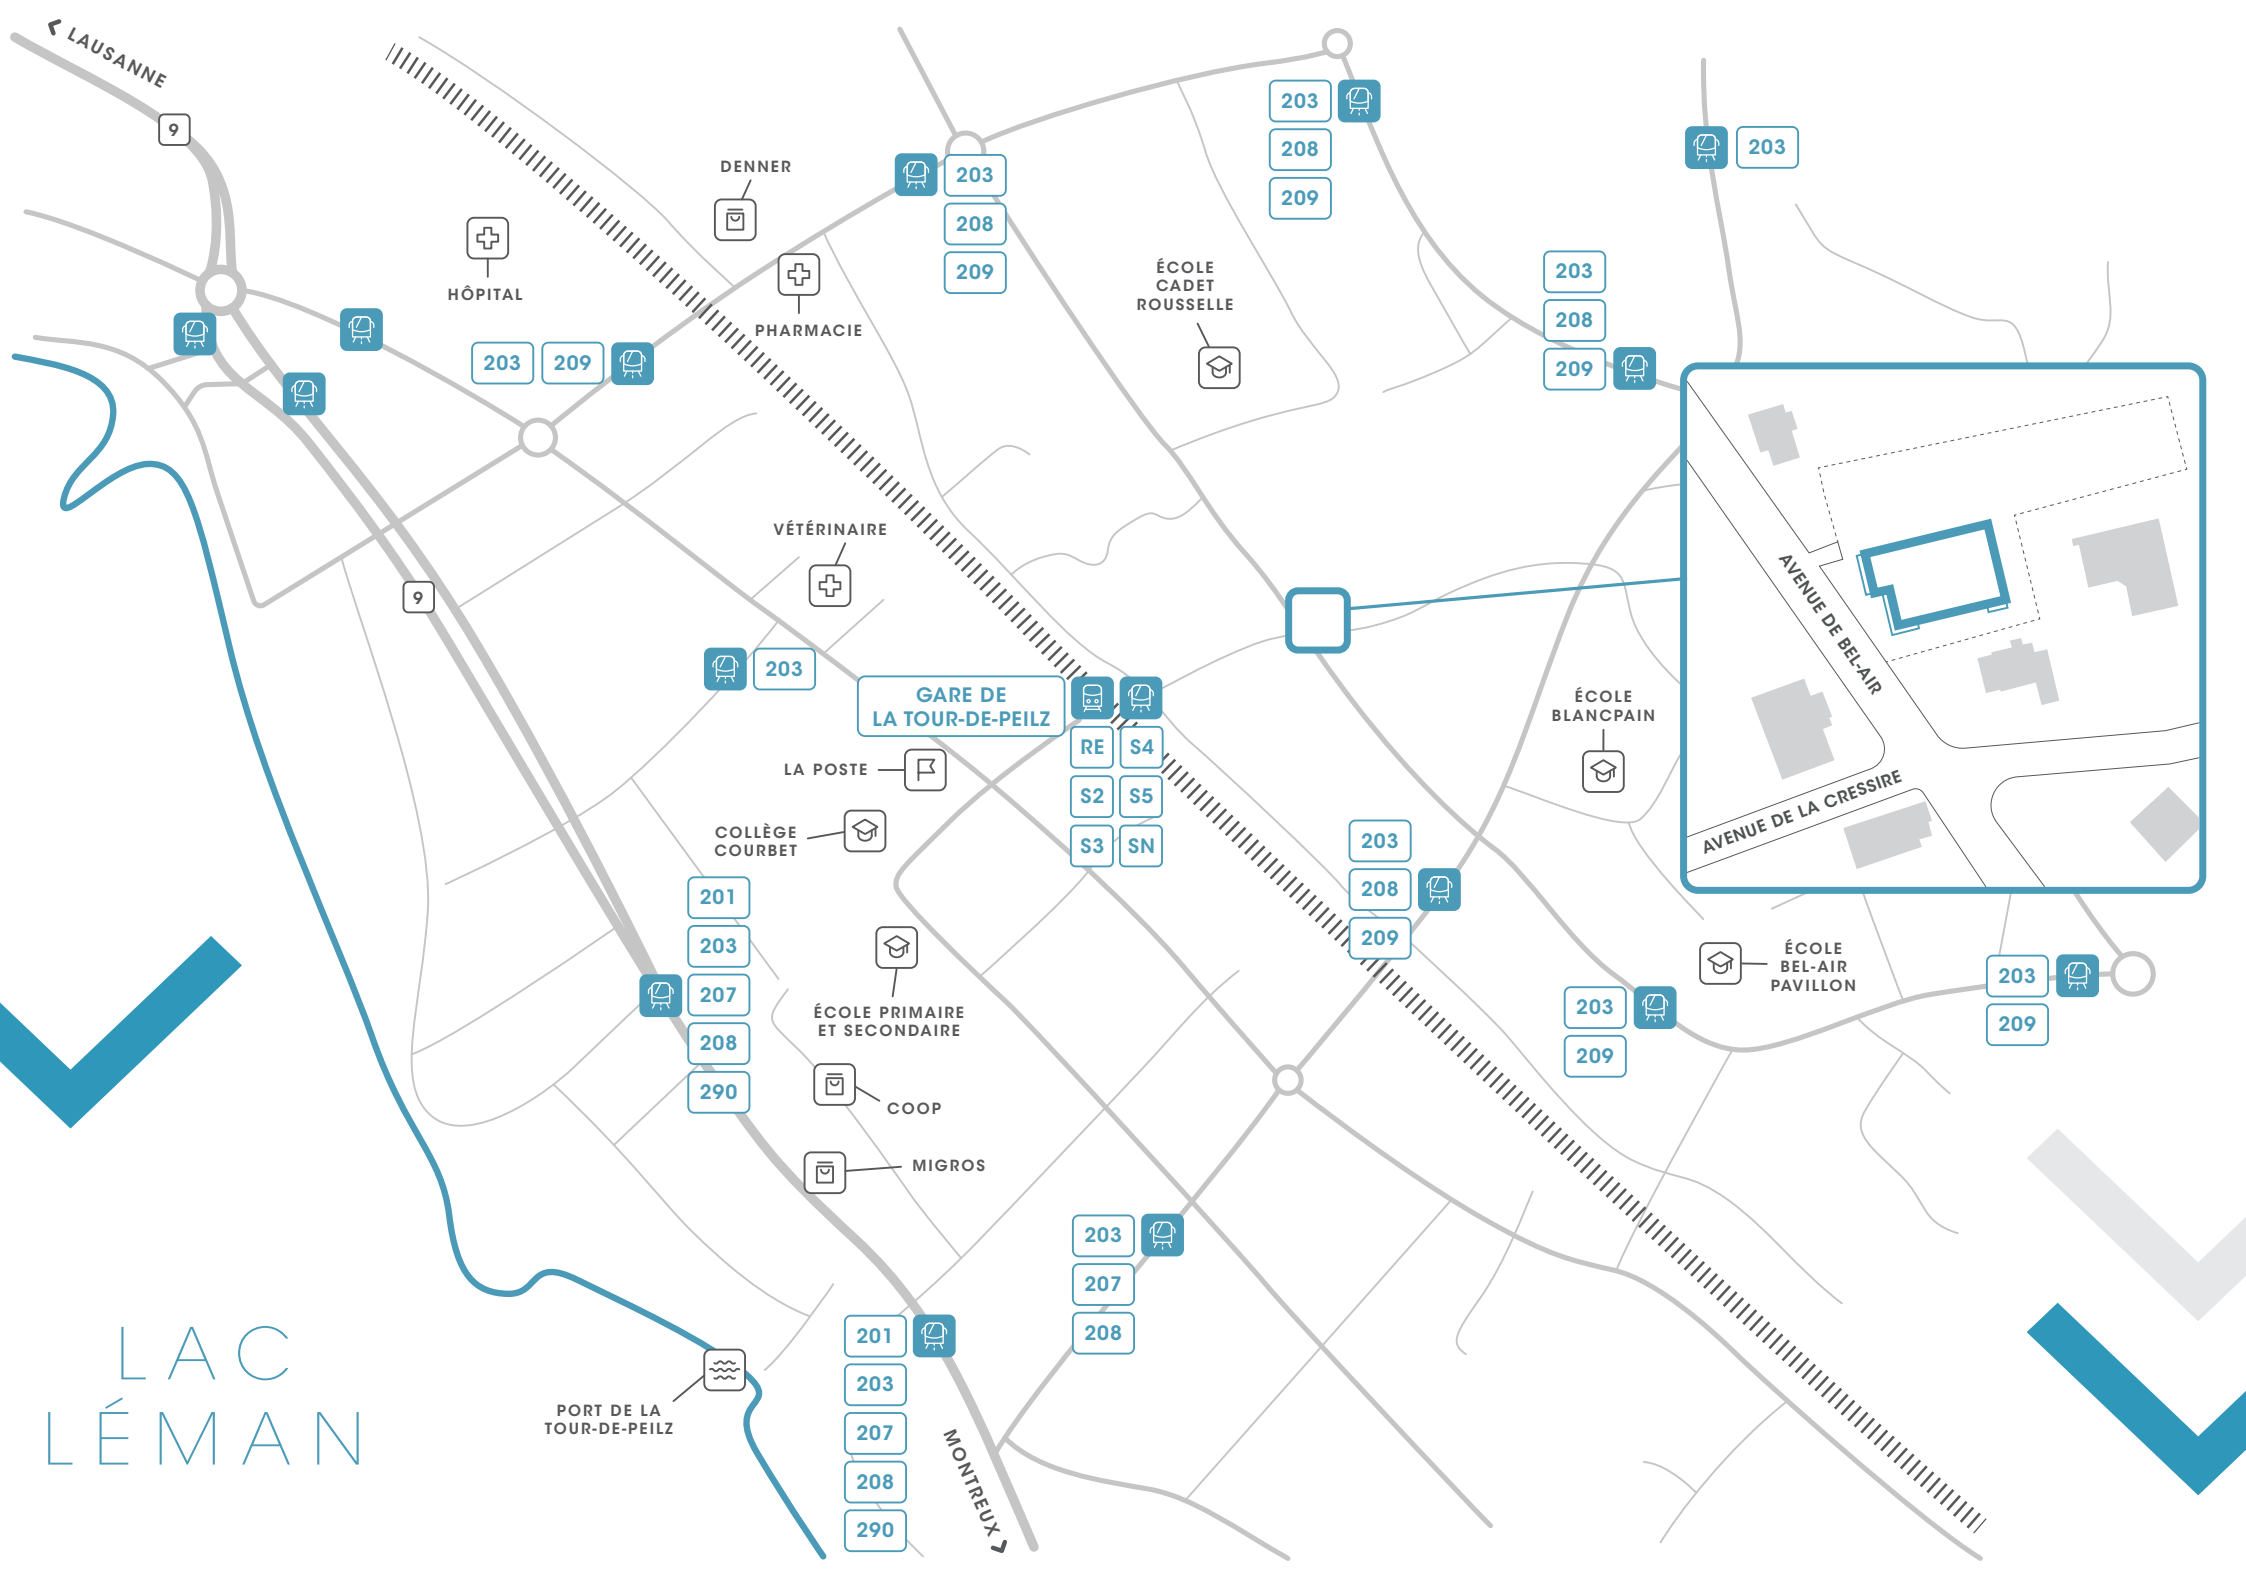 LAUSANNE
9
203
208
209
203
DENNER
203
208
209
HÔPITAL
PHARMACIE
ÉCOLE
CADET
ROUSSELLE
203
208
209
203
209
VÉTÉRINAIRE
9
203
GARE DE
LA TOUR-DE-PEILZ
RE
S4
S2
S5
S3
SN
LA POSTE
COLLÈGE
COURBET
ÉCOLE
BLANCPAIN
AVENUE DE BEL-AIR
AVENUE DE LA CRESSIRE
203
208
209
201
203
207
208
290
ÉCOLE PRIMAIRE
ET SECONDAIRE
ÉCOLE
BEL-AIR
PAVILLON
203
209
203
209
COOP
MIGROS
203
207
208
LAC
LÉMAN
PORT DE LA
TOUR-DE-PEILZ
201
203
207
208
290
MONTREUX